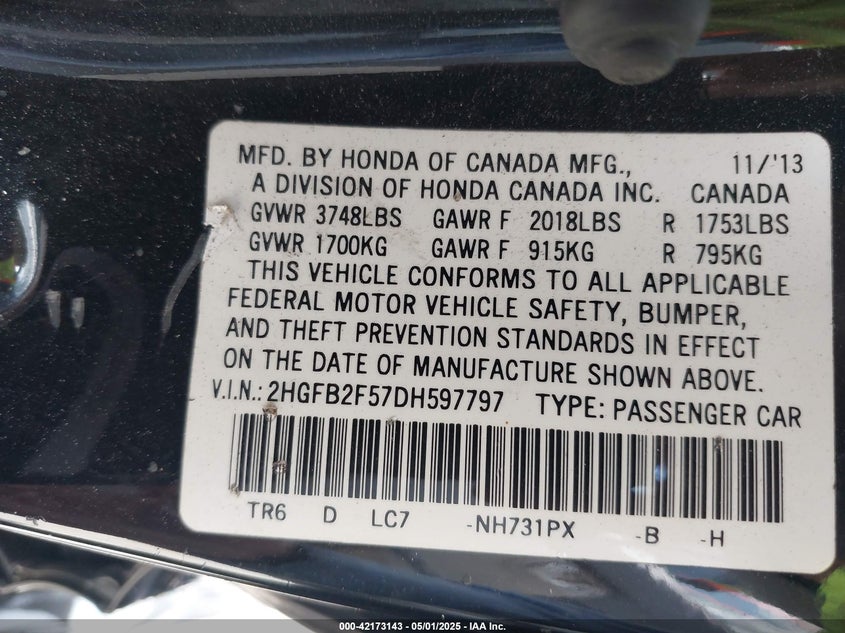 MFD. BY HONDA OF CANADA MFG., 11/'13
A DIVISION OF HONDA CANADA INC. CANADA
GVWR 3748LBS GAWR F 2018LBS R 1753LBS
GVWR 1700KG GAWR F 915KG R 795KG
THIS VEHICLE CONFORMS TO ALL APPLICABLE
FEDERAL MOTOR VEHICLE SAFETY, BUMPER,
AND THEFT PREVENTION STANDARDS IN EFFECT
ON THE DATE OF MANUFACTURE SHOWN ABOVE.
V.I.N.: 2HGFB2F57DH597797 TYPE: PASSENGER CAR
TR6 D LC7 -NH731PX -B -H
000-42173143 - 05/01/2025 - IAA Inc.